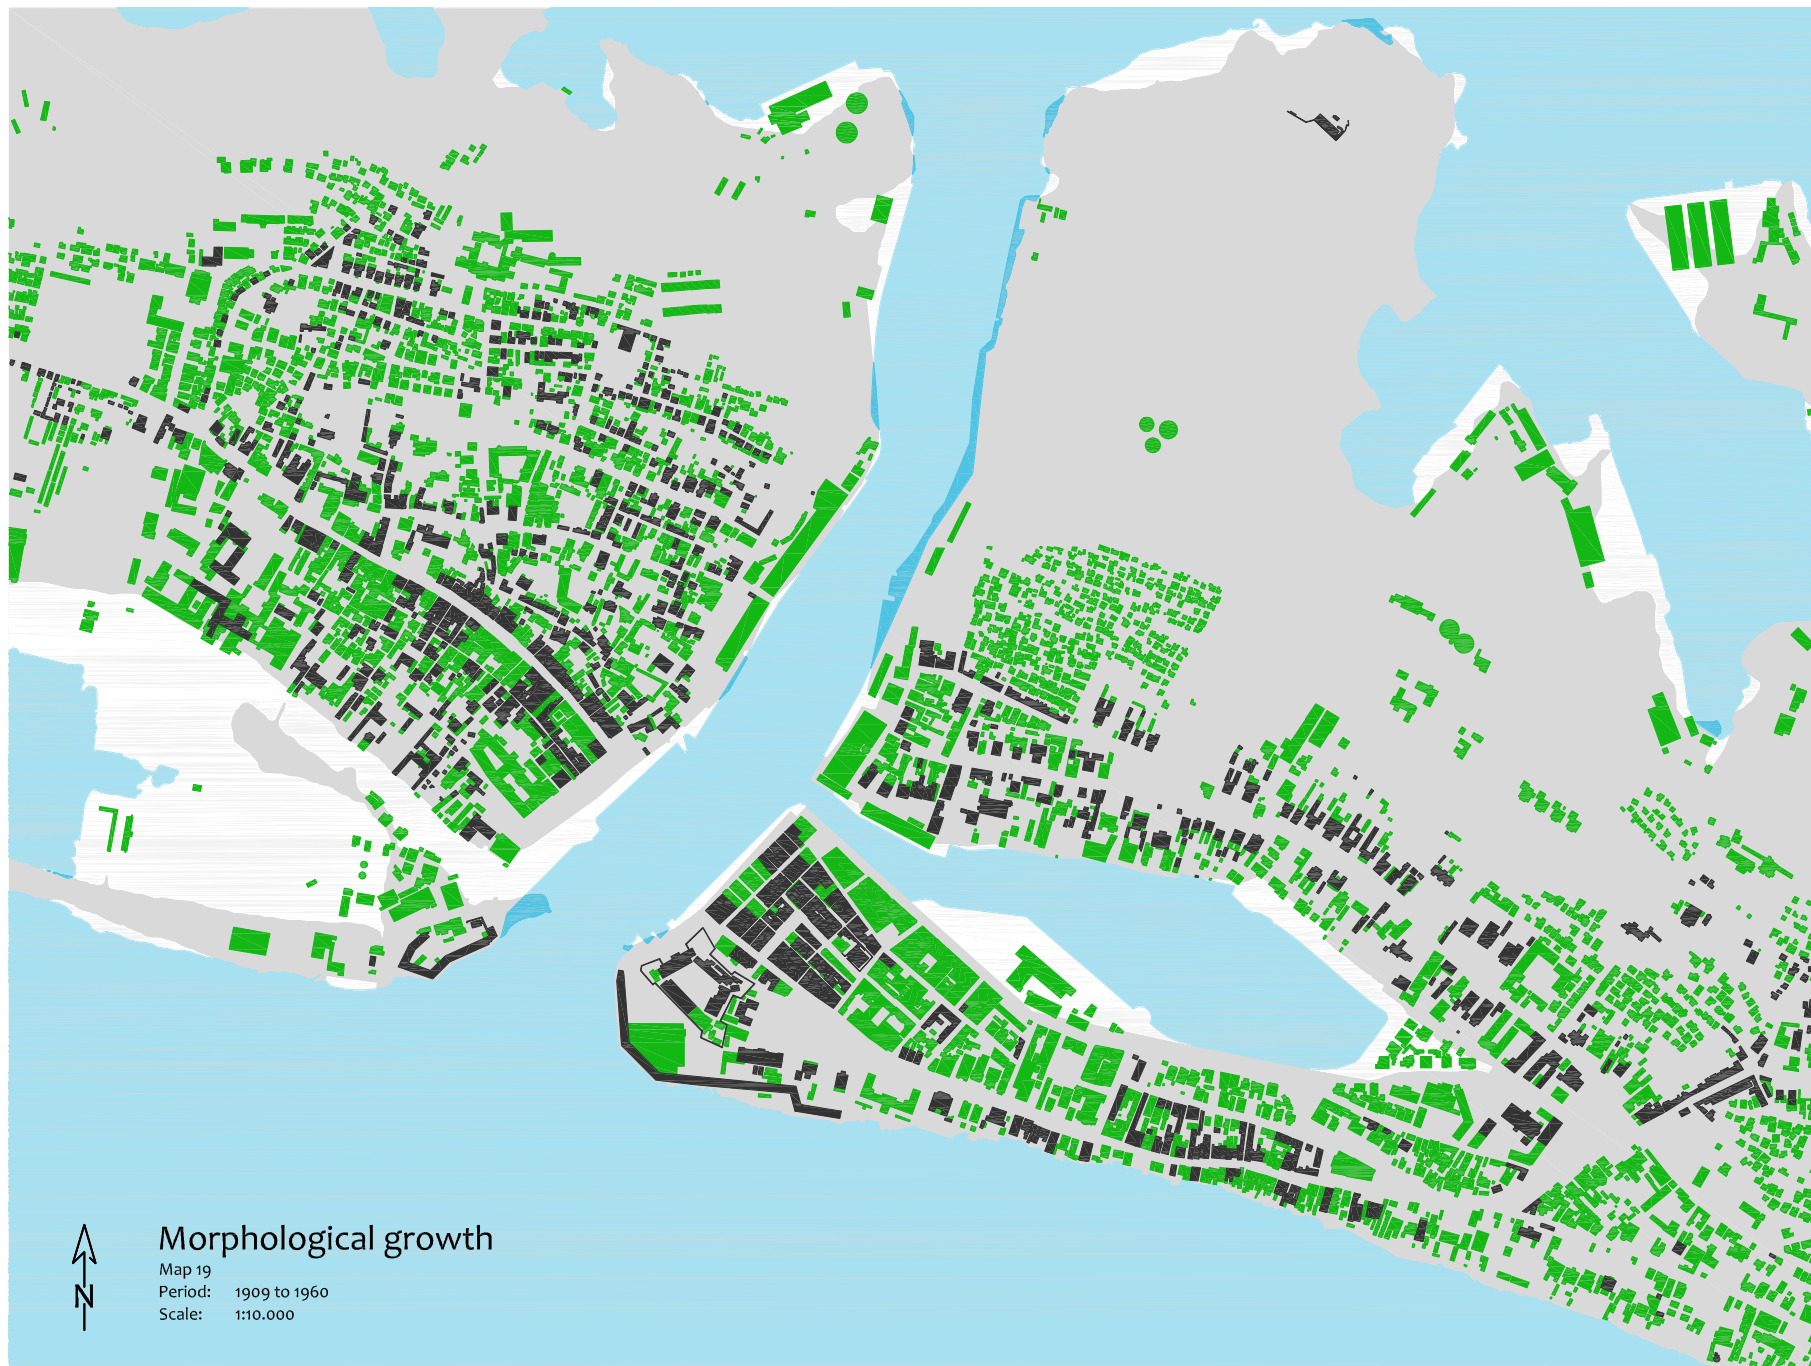 Morphological growth
Map 19
Period: 1909 to 1960
Scale: 1:10.000
N